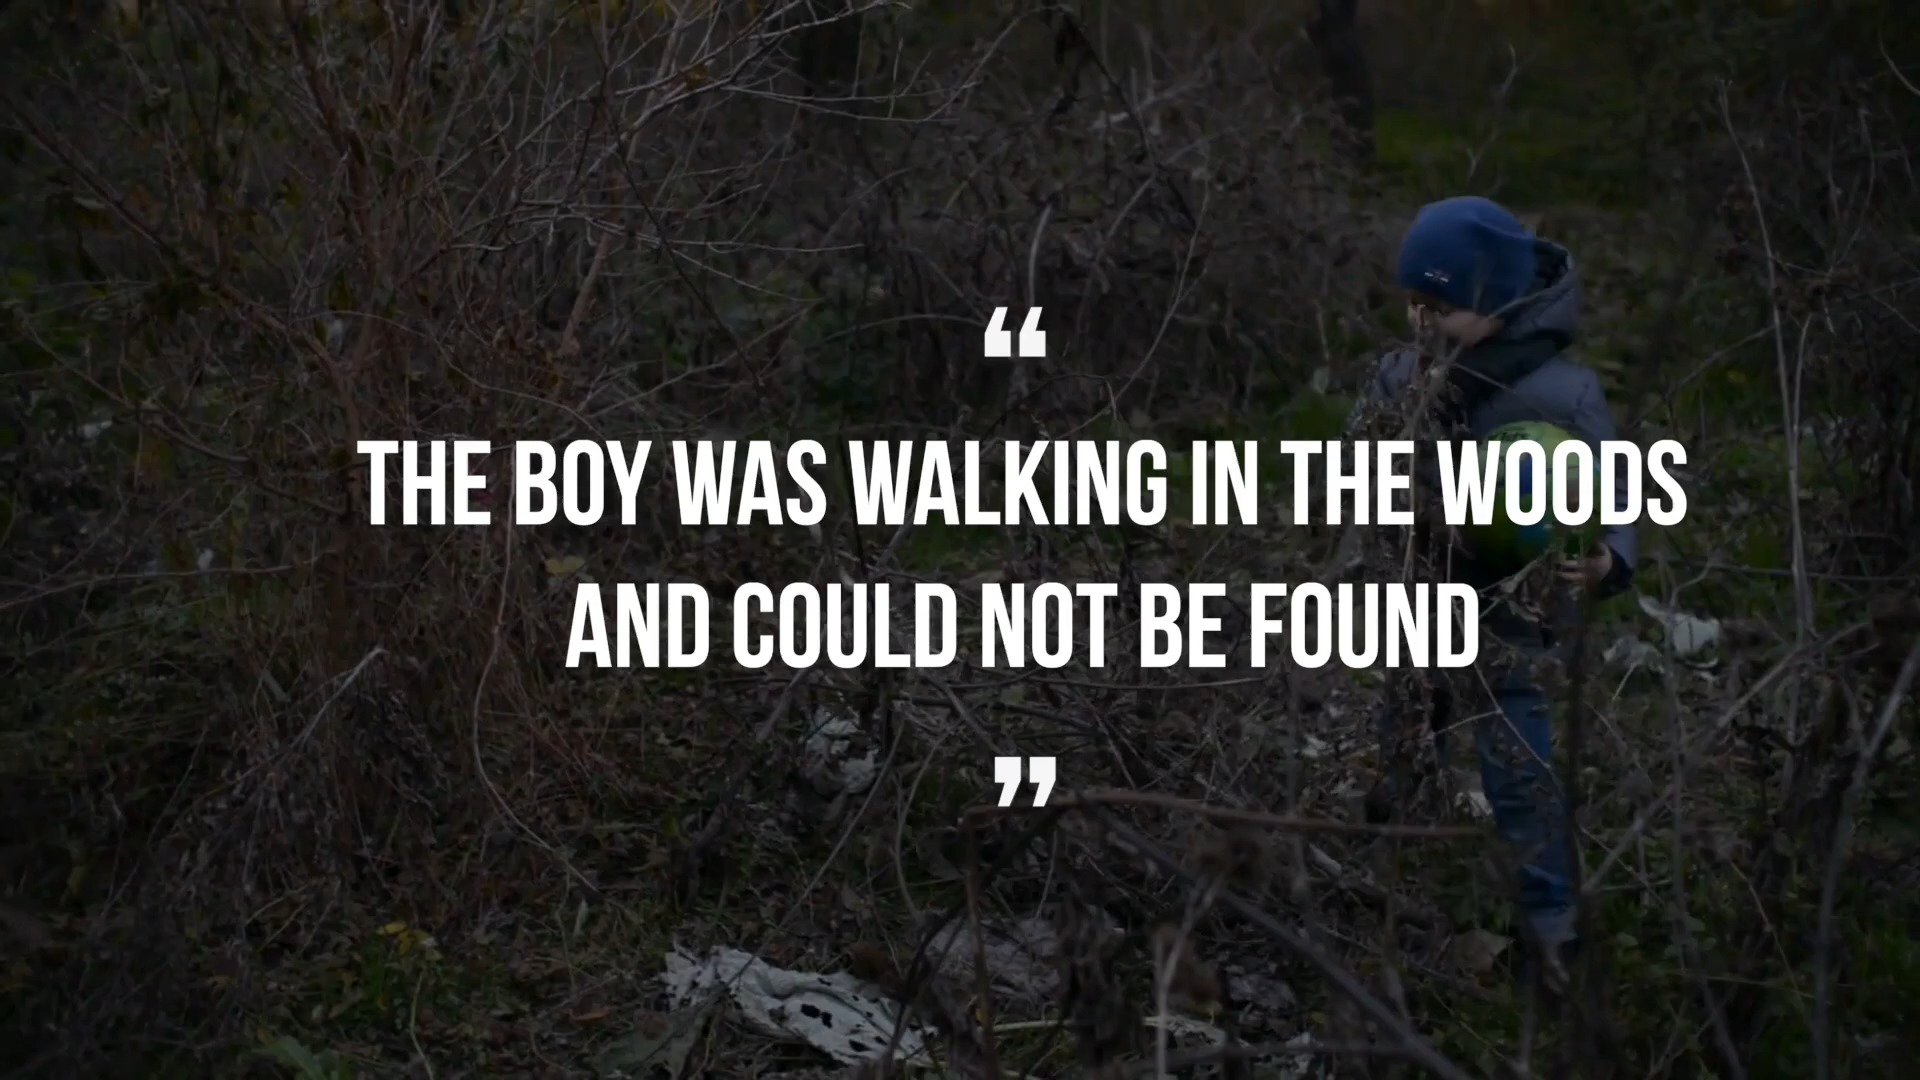 “
THE BOY WAS WALKING IN THE WOODS
AND COULD NOT BE FOUND
”